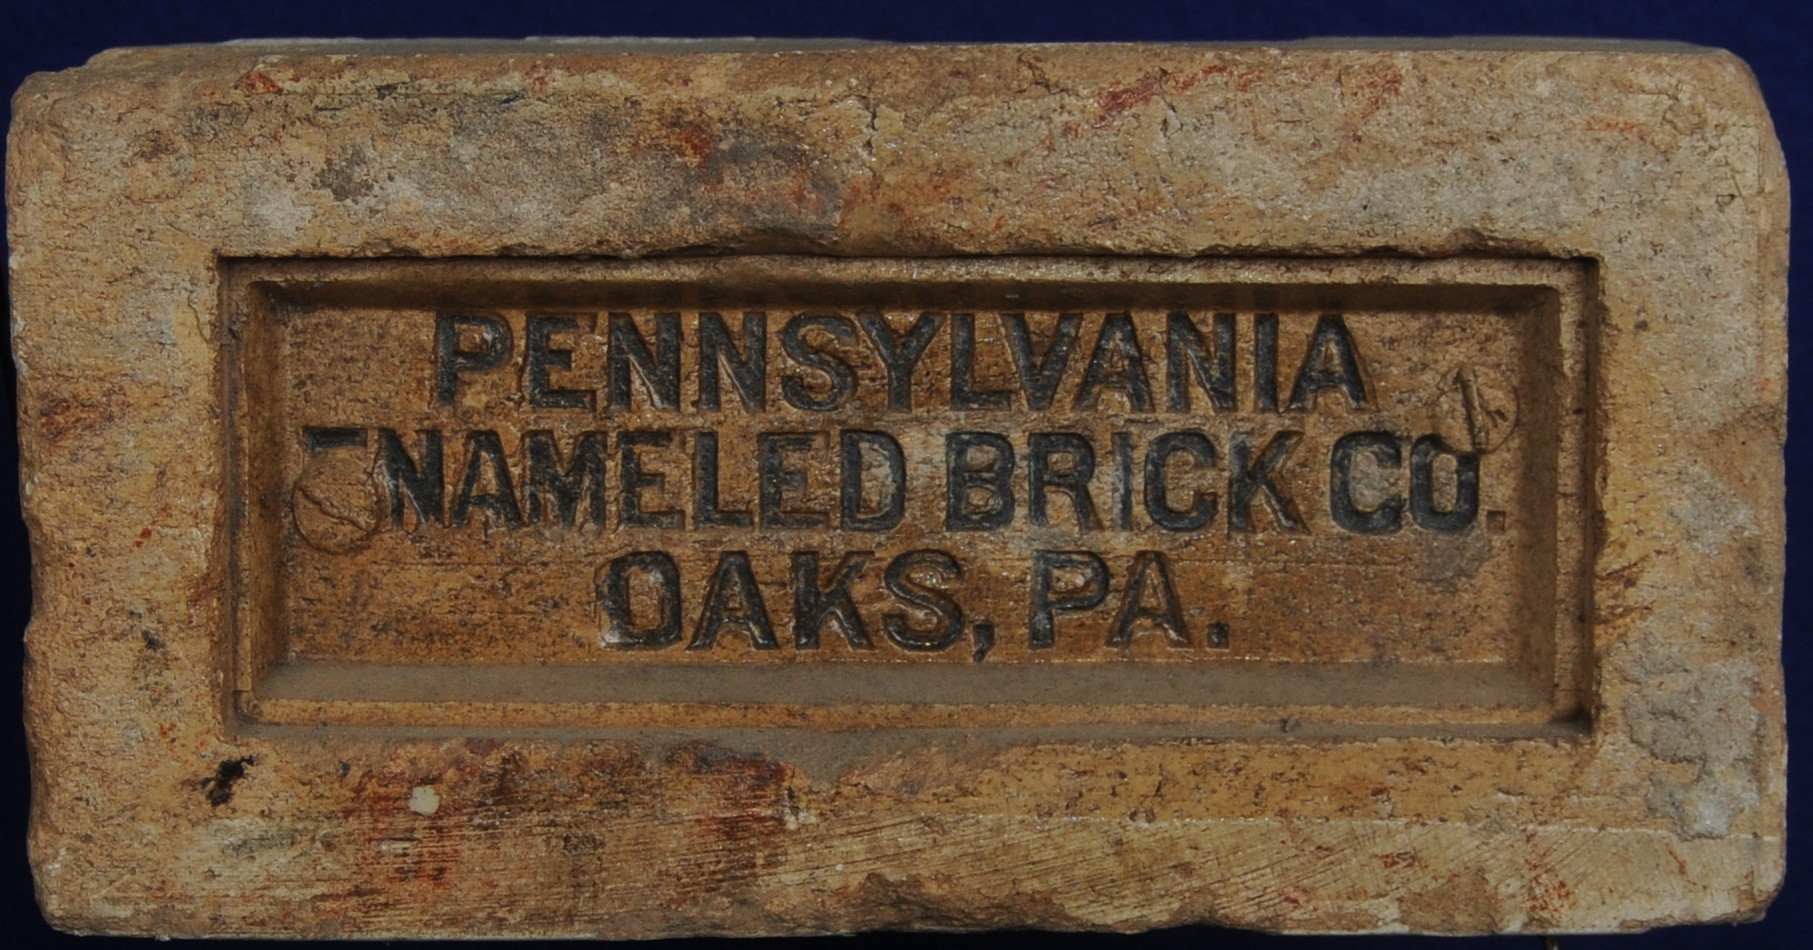 PENNSYLVANIA
ENAMELED BRICK CO.
OAKS, PA.